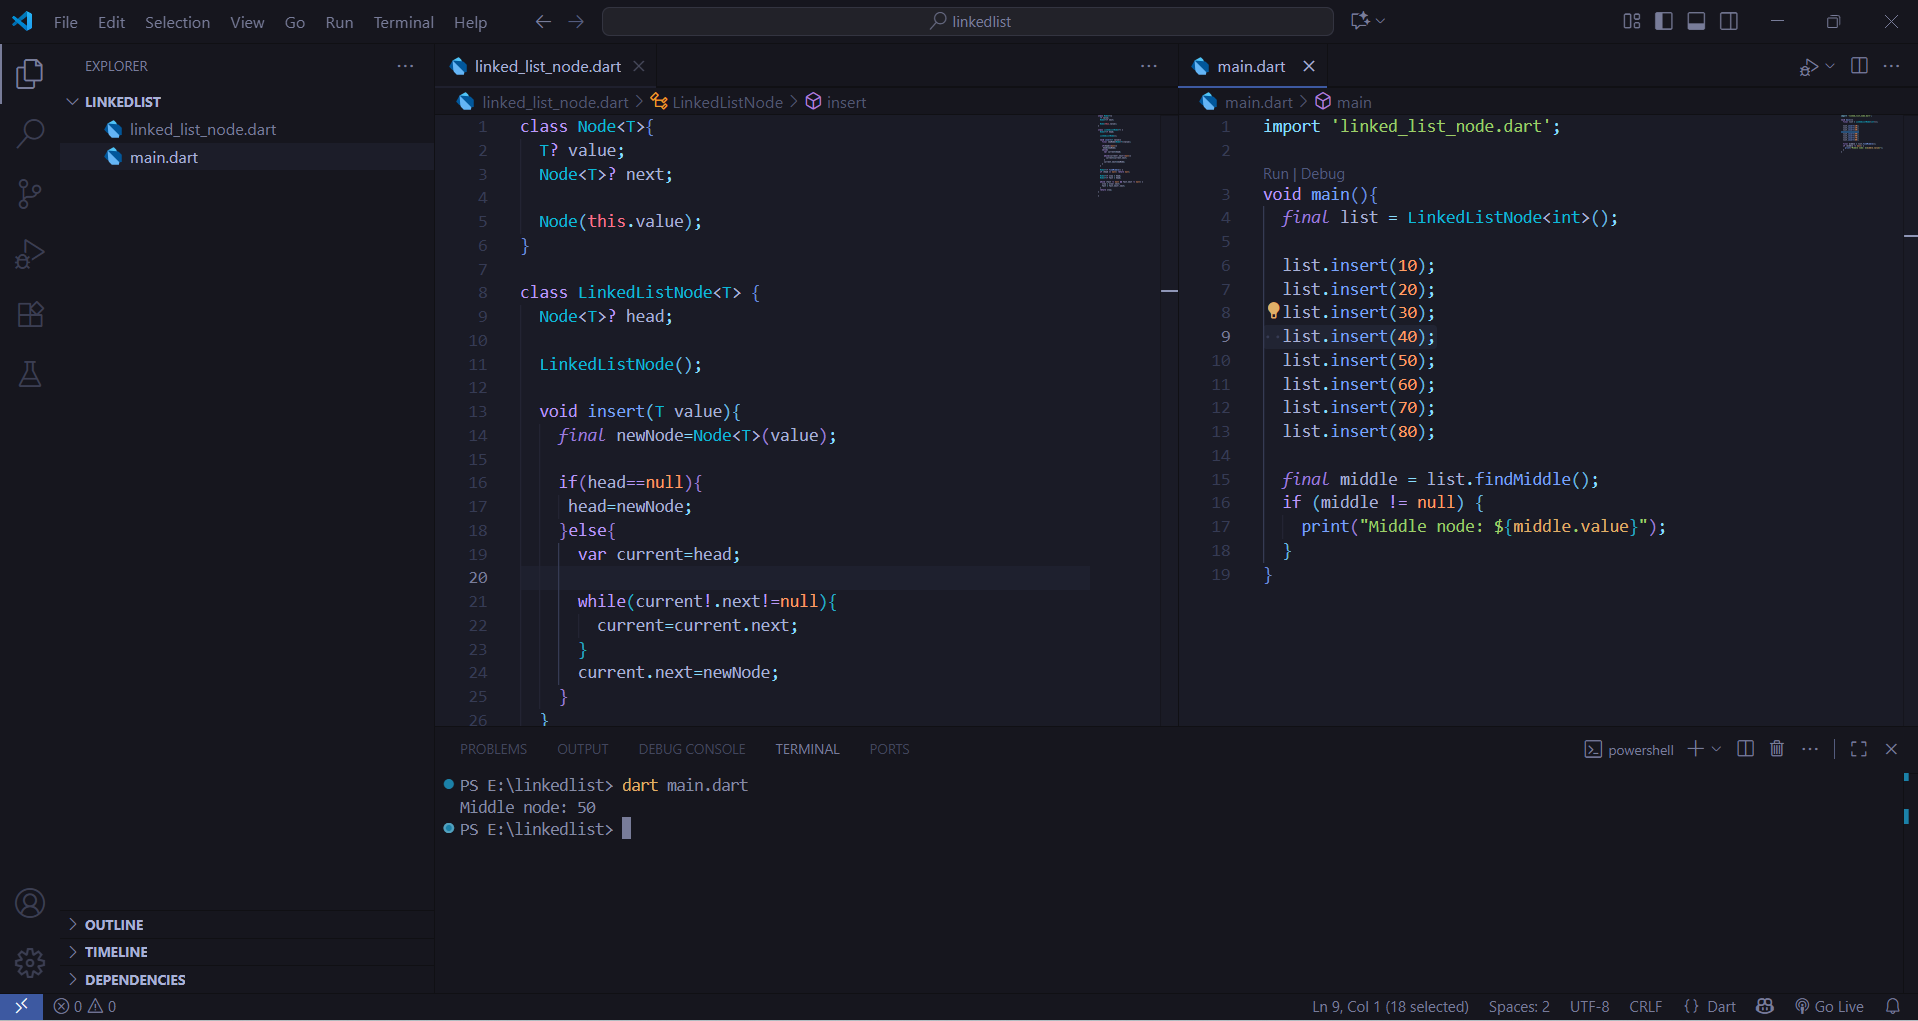 File Edit Selection View Go Run Terminal Help
linkedlist
EXPLORER
LINKEDLIST
linked_list_node.dart
main.dart
linked_list_node.dart
linked_list_node.dart > LinkedListNode > insert
1 class Node<T>{
2 T? value;
3 Node<T>? next;
4
5 Node(this.value);
6 }
7
8 class LinkedListNode<T> {
9 Node<T>? head;
10
11 LinkedListNode();
12
13 void insert(T value){
14 final newNode=Node<T>(value);
15
16 if(head==null){
17 head=newNode;
18 }else{
19 var current=head;
20
21 while(current!.next!=null){
22 current=current.next;
23 }
24 current.next=newNode;
25 }
26 }
main.dart
main.dart > main
1 import 'linked_list_node.dart';
2
Run | Debug
3 void main(){
4 final list = LinkedListNode<int>();
5
6 list.insert(10);
7 list.insert(20);
8 list.insert(30);
9 list.insert(40);
10 list.insert(50);
11 list.insert(60);
12 list.insert(70);
13 list.insert(80);
14
15 final middle = list.findMiddle();
16 if (middle != null) {
17 print("Middle node: ${middle.value}");
18 }
19 }
PROBLEMS OUTPUT DEBUG CONSOLE TERMINAL PORTS
powershell
PS E:\linkedlist> dart main.dart
Middle node: 50
PS E:\linkedlist>
OUTLINE
TIMELINE
DEPENDENCIES
0 0
Ln 9, Col 1 (18 selected) Spaces: 2 UTF-8 CRLF {} Dart Go Live